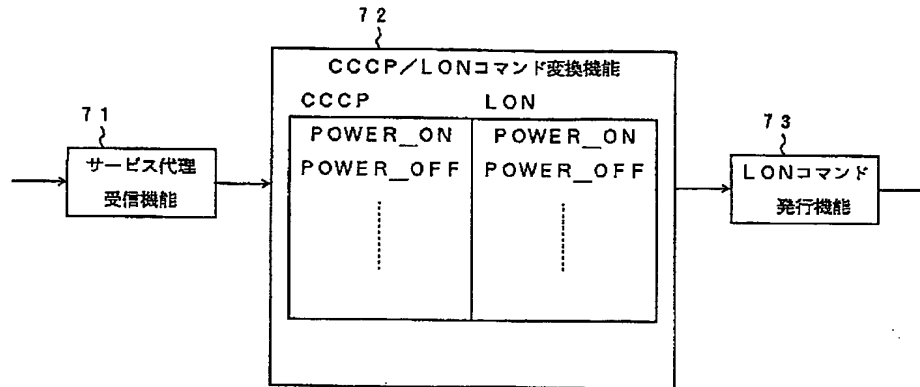 72
CCCP/LONコマンド変換機能
CCCP LON
71
サービス代理
受信機能
POWER_ON POWER_ON
POWER_OFF POWER_OFF
73
LONコマンド
発行機能